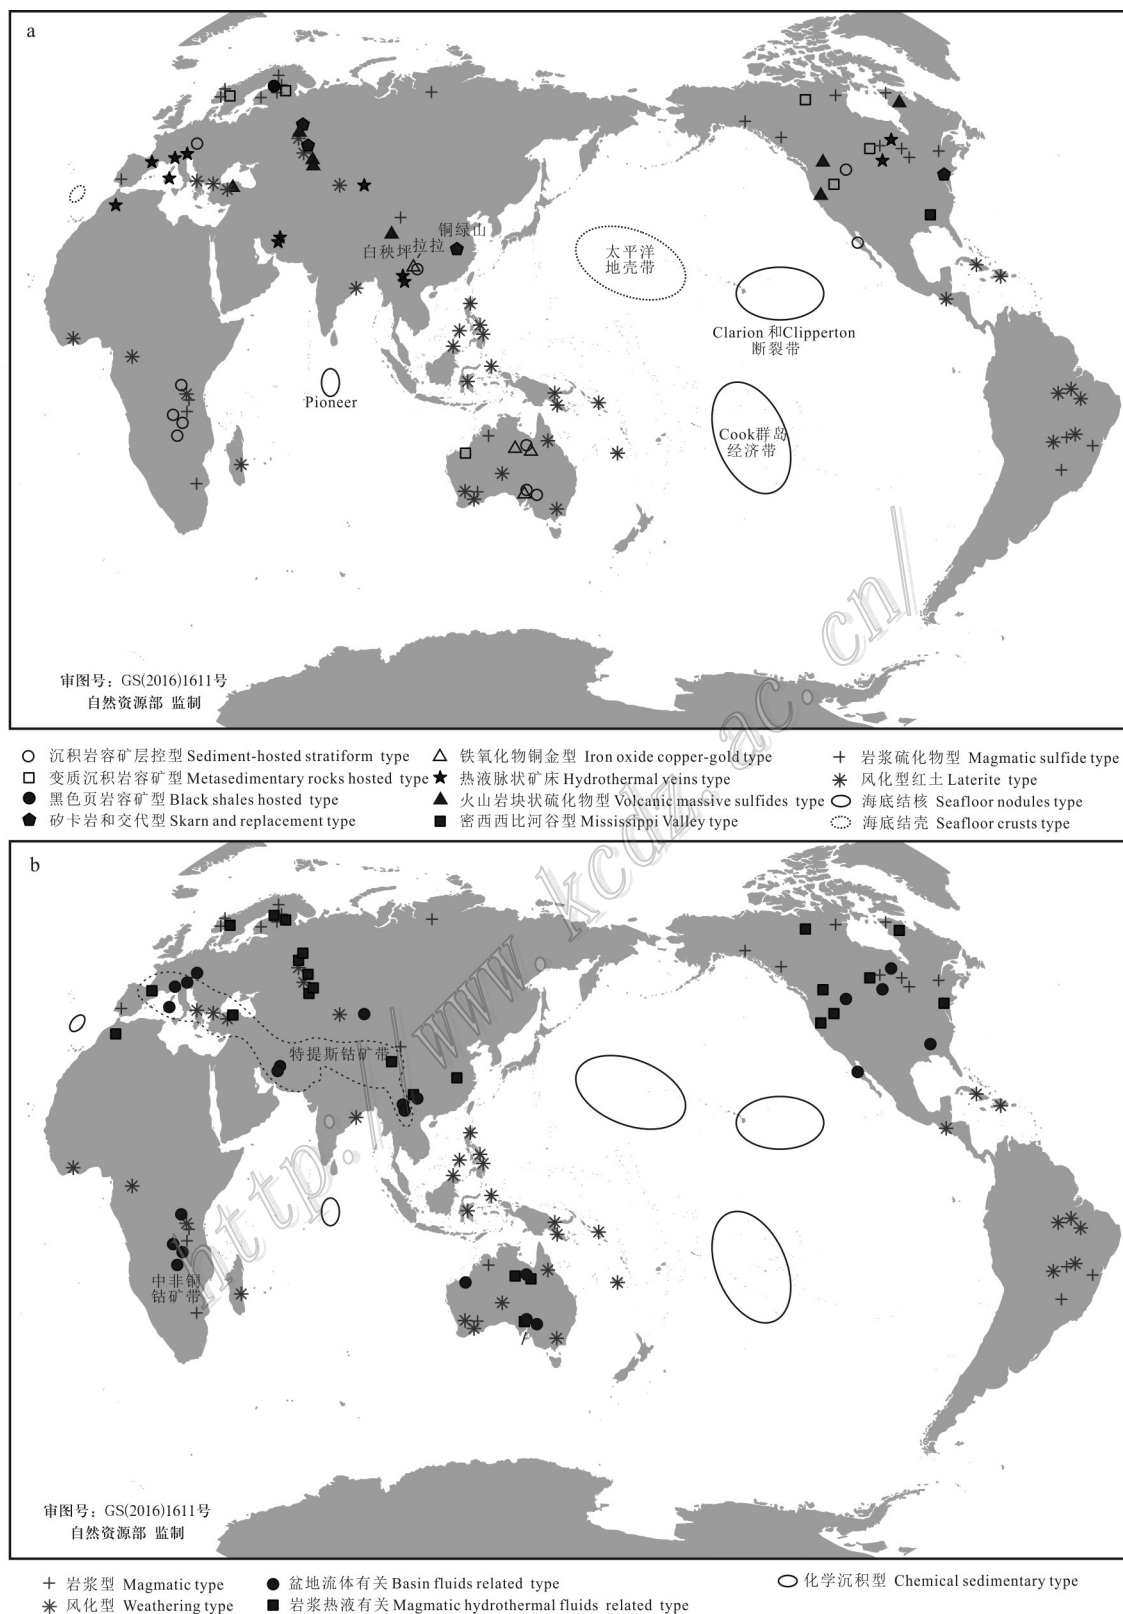 a
铜绿山
拉拉
白秧坪
太平洋
地壳带
Clarion 和Clipperton
断裂带
Pioneer
Cook群岛
经济带
审图号: GS(2016)1611号
自然资源部 监制
沉积岩容矿层控型 Sediment-hosted stratiform type
铁氧化物铜金型 Iron oxide copper-gold type
岩浆硫化物型 Magmatic sulfide type
变质沉积岩容矿型 Metasedimentary rocks hosted type
热液脉状矿床 Hydrothermal veins type
风化型红土 Laterite type
黑色页岩容矿型 Black shales hosted type
火山岩块状硫化物型 Volcanic massive sulfides type
海底结核 Seafloor nodules type
矽卡岩和交代型 Skarn and replacement type
密西西比河谷型 Mississippi Valley type
海底结壳 Seafloor crusts type
b
特提斯钴矿带
中非铜
钴矿带
审图号: GS(2016)1611号
自然资源部 监制
岩浆型 Magmatic type
盆地流体有关 Basin fluids related type
化学沉积型 Chemical sedimentary type
风化型 Weathering type
岩浆热液有关 Magmatic hydrothermal fluids related type
http://www.kcdz.ac.cn/